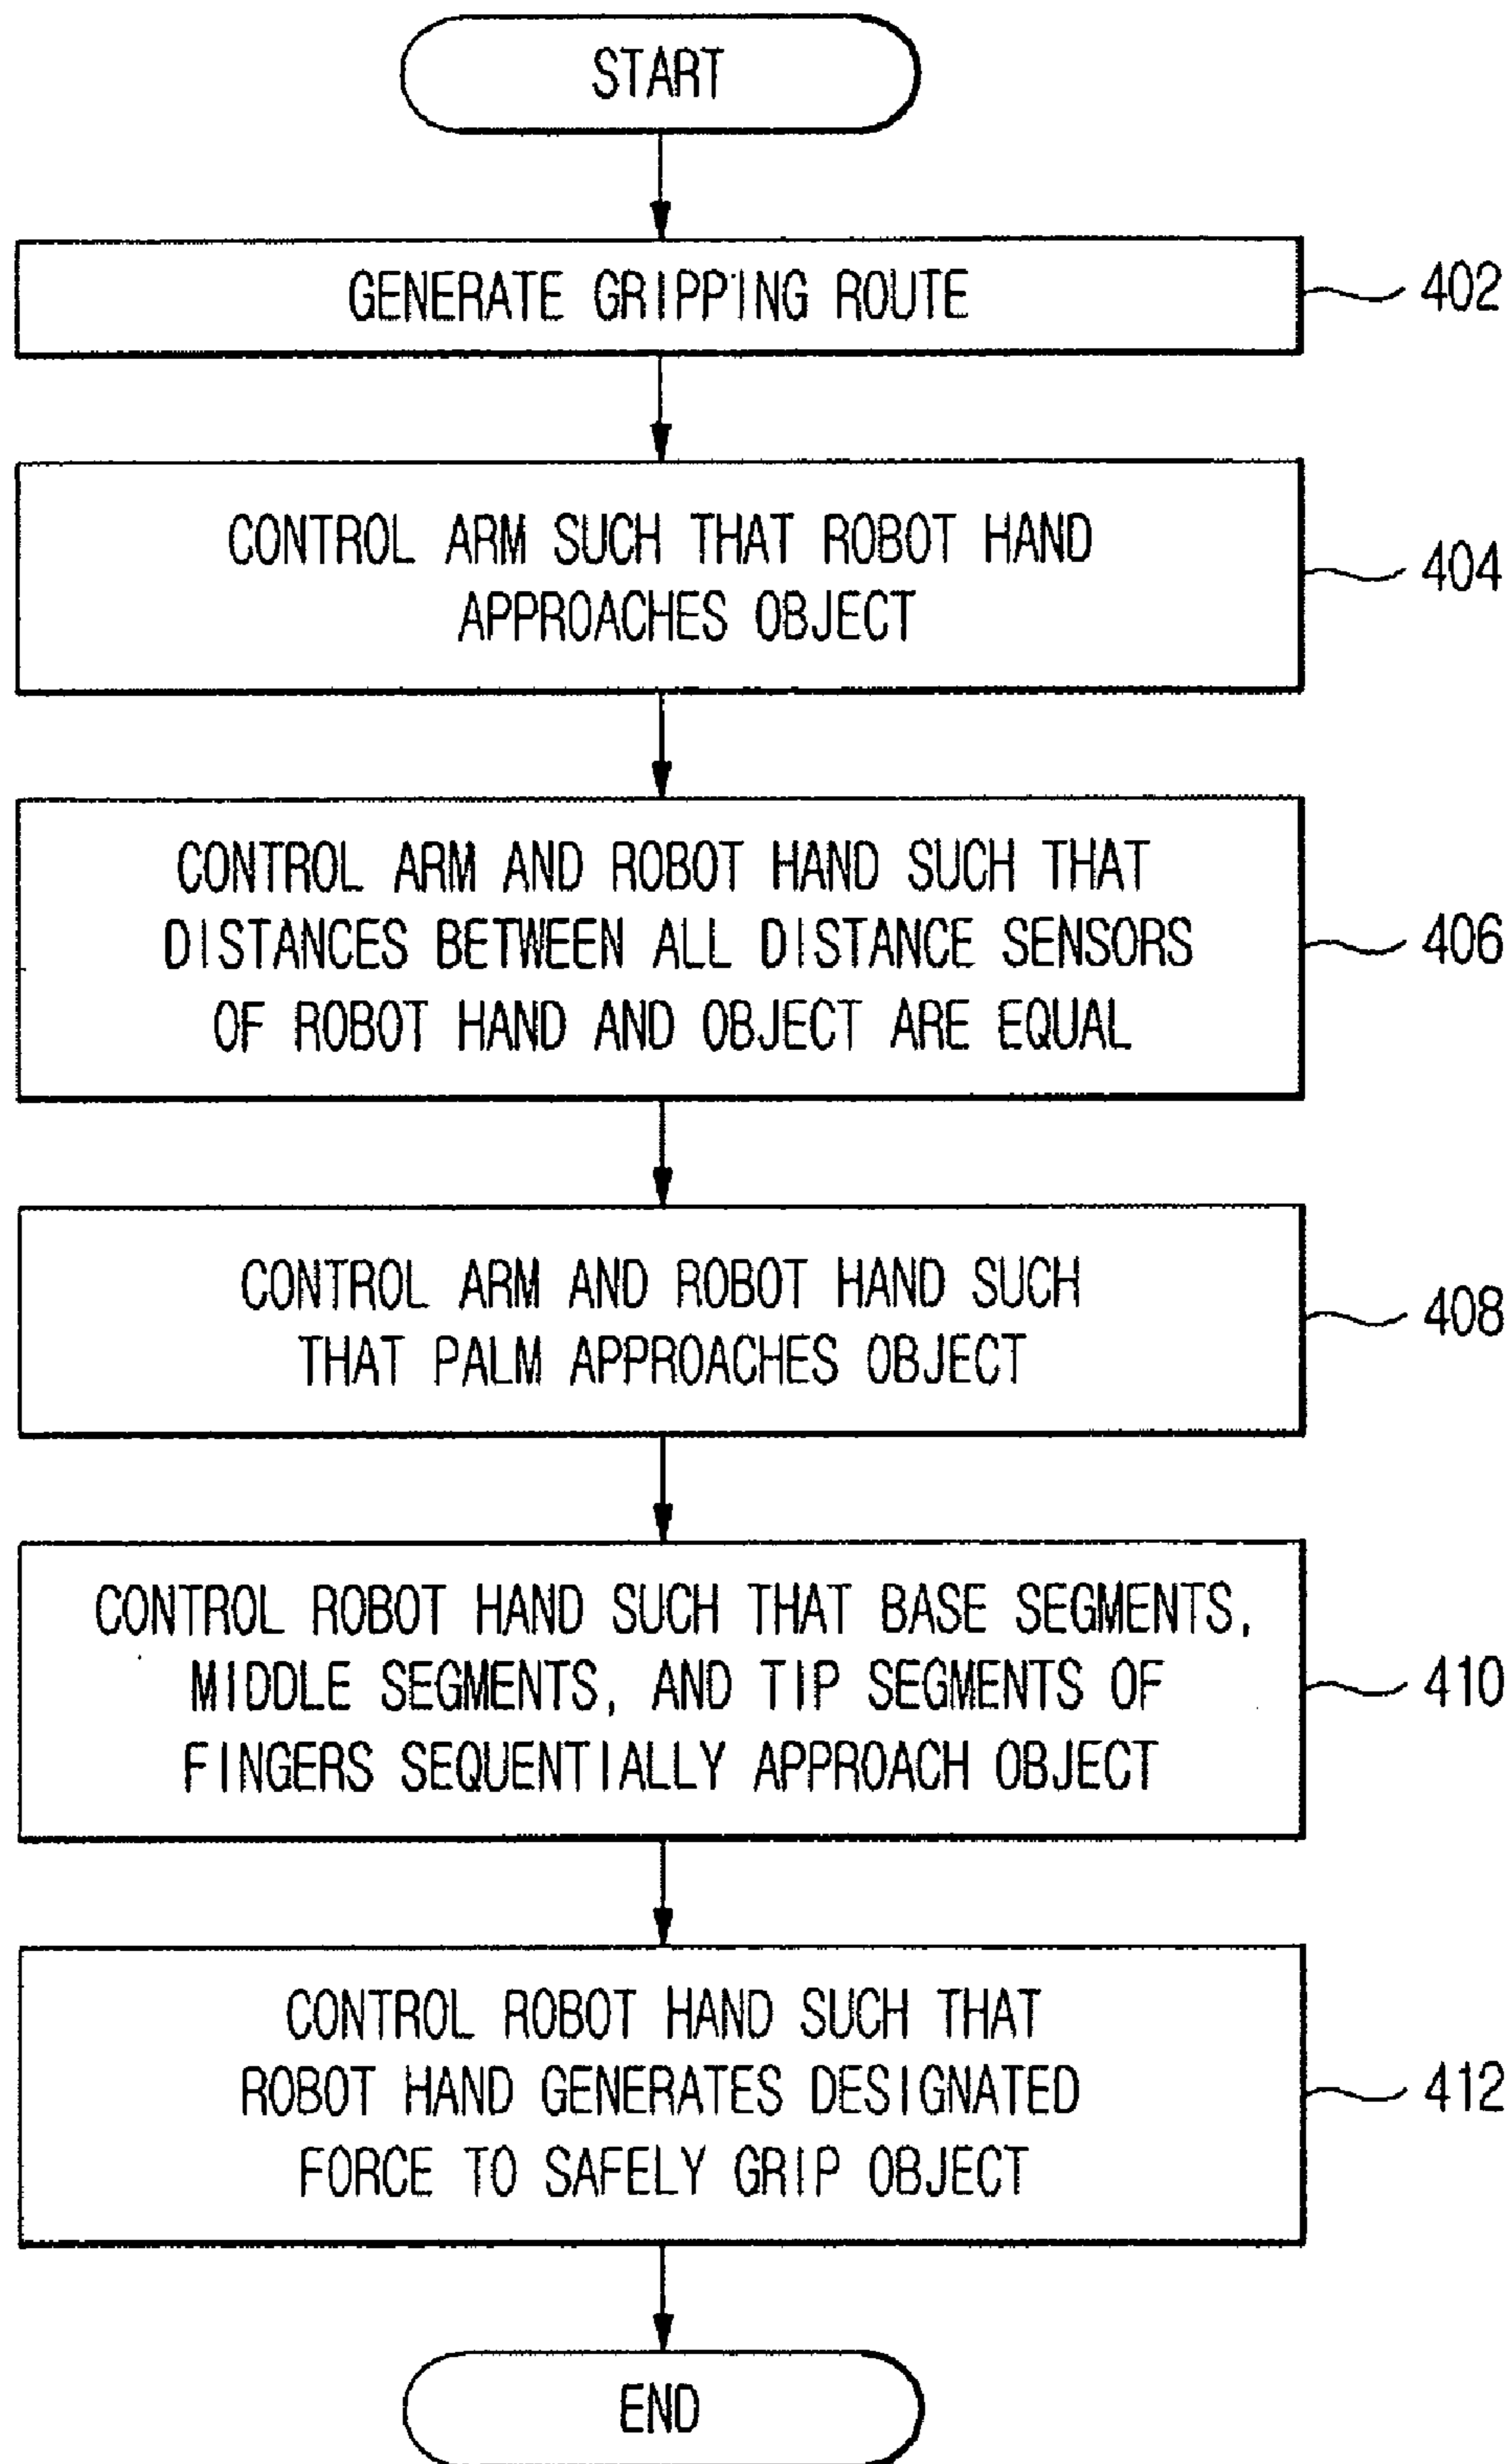 START
GENERATE GRIPPING ROUTE
402
CONTROL ARM SUCH THAT ROBOT HAND
APPROACHES OBJECT
404
CONTROL ARM AND ROBOT HAND SUCH THAT
DISTANCES BETWEEN ALL DISTANCE SENSORS
OF ROBOT HAND AND OBJECT ARE EQUAL
406
CONTROL ARM AND ROBOT HAND SUCH
THAT PALM APPROACHES OBJECT
408
CONTROL ROBOT HAND SUCH THAT BASE SEGMENTS,
MIDDLE SEGMENTS, AND TIP SEGMENTS OF
FINGERS SEQUENTIALLY APPROACH OBJECT
410
CONTROL ROBOT HAND SUCH THAT
ROBOT HAND GENERATES DESIGNATED
FORCE TO SAFELY GRIP OBJECT
412
END